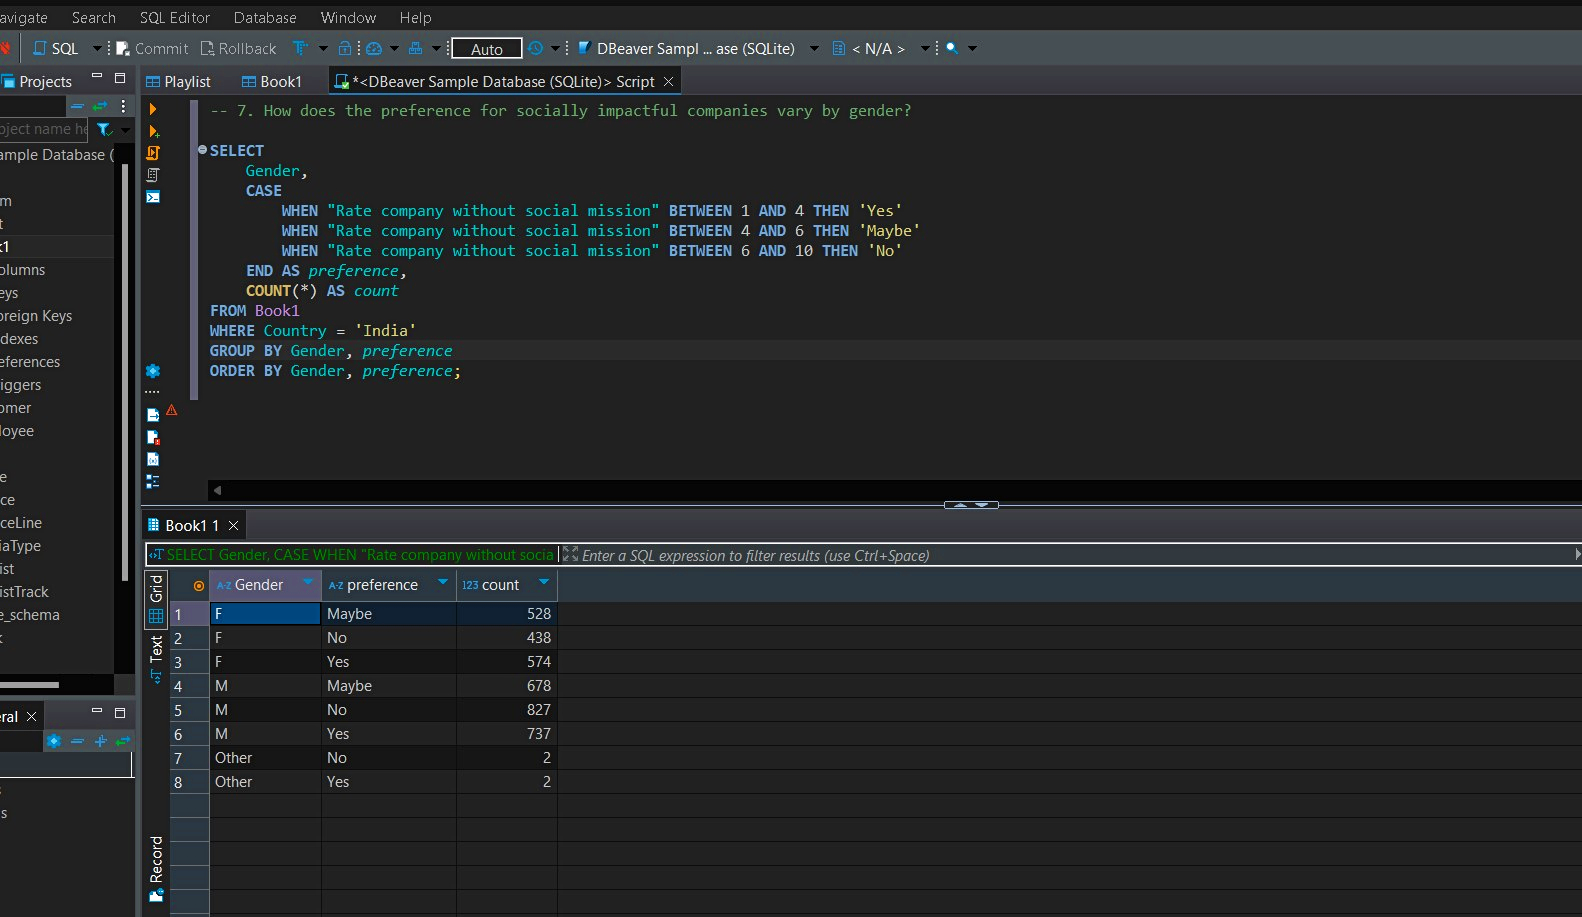 avigate Search SQL Editor Database Window Help
SQL Commit Rollback Auto DBeaver Sampl ... ase (SQLite) < N/A >
Projects
Playlist Book1 *<DBeaver Sample Database (SQLite)> Script
oject name he
ample Database (
m
t
k1
olumns
eys
oreign Keys
dexes
eferences
iggers
omer
loyee
e
ce
ceLine
iaType
ist
istTrack
e_schema
k
eral
s
s
-- 7. How does the preference for socially impactful companies vary by gender?
SELECT
Gender,
CASE
WHEN "Rate company without social mission" BETWEEN 1 AND 4 THEN 'Yes'
WHEN "Rate company without social mission" BETWEEN 4 AND 6 THEN 'Maybe'
WHEN "Rate company without social mission" BETWEEN 6 AND 10 THEN 'No'
END AS preference,
COUNT(*) AS count
FROM Book1
WHERE Country = 'India'
GROUP BY Gender, preference
ORDER BY Gender, preference;
Book1 1
SELECT Gender, CASE WHEN "Rate company without socia Enter a SQL expression to filter results (use Ctrl+Space)
Grid
Text
Record
A-Z Gender A-Z preference 123 count
1 F Maybe 528
2 F No 438
3 F Yes 574
4 M Maybe 678
5 M No 827
6 M Yes 737
7 Other No 2
8 Other Yes 2